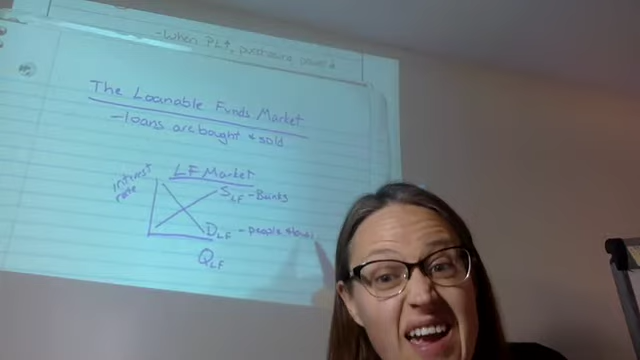 -When PL↑, purchasing power
The Loanable Funds Market
-loans are bought & sold
LF Market
interest
rate
SLF -Banks
DLF -people &
QLF